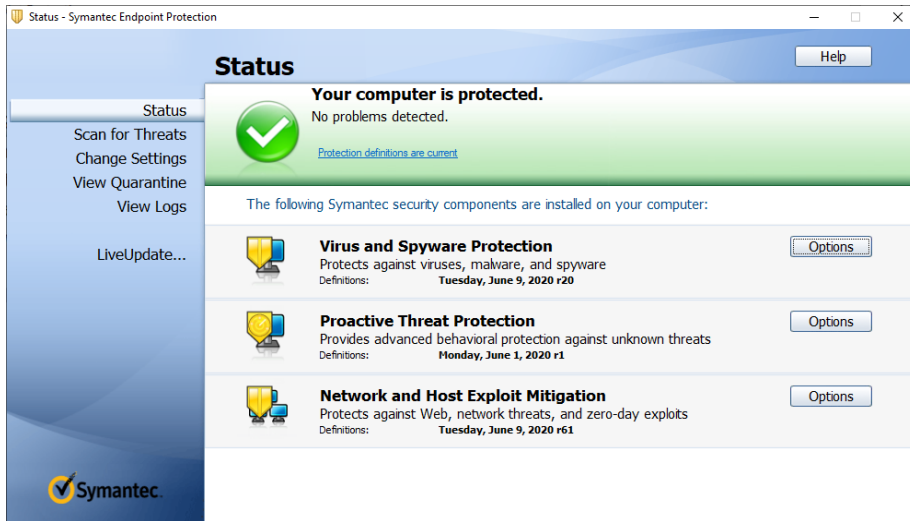 Status - Symantec Endpoint Protection
Status
Help
Status
Scan for Threats
Change Settings
View Quarantine
View Logs
LiveUpdate...
Your computer is protected.
No problems detected.
Protection definitions are current
The following Symantec security components are installed on your computer:
Virus and Spyware Protection
Protects against viruses, malware, and spyware
Definitions: Tuesday, June 9, 2020 r20
Options
Proactive Threat Protection
Provides advanced behavioral protection against unknown threats
Definitions: Monday, June 1, 2020 r1
Options
Network and Host Exploit Mitigation
Protects against Web, network threats, and zero-day exploits
Definitions: Tuesday, June 9, 2020 r61
Options
Symantec.